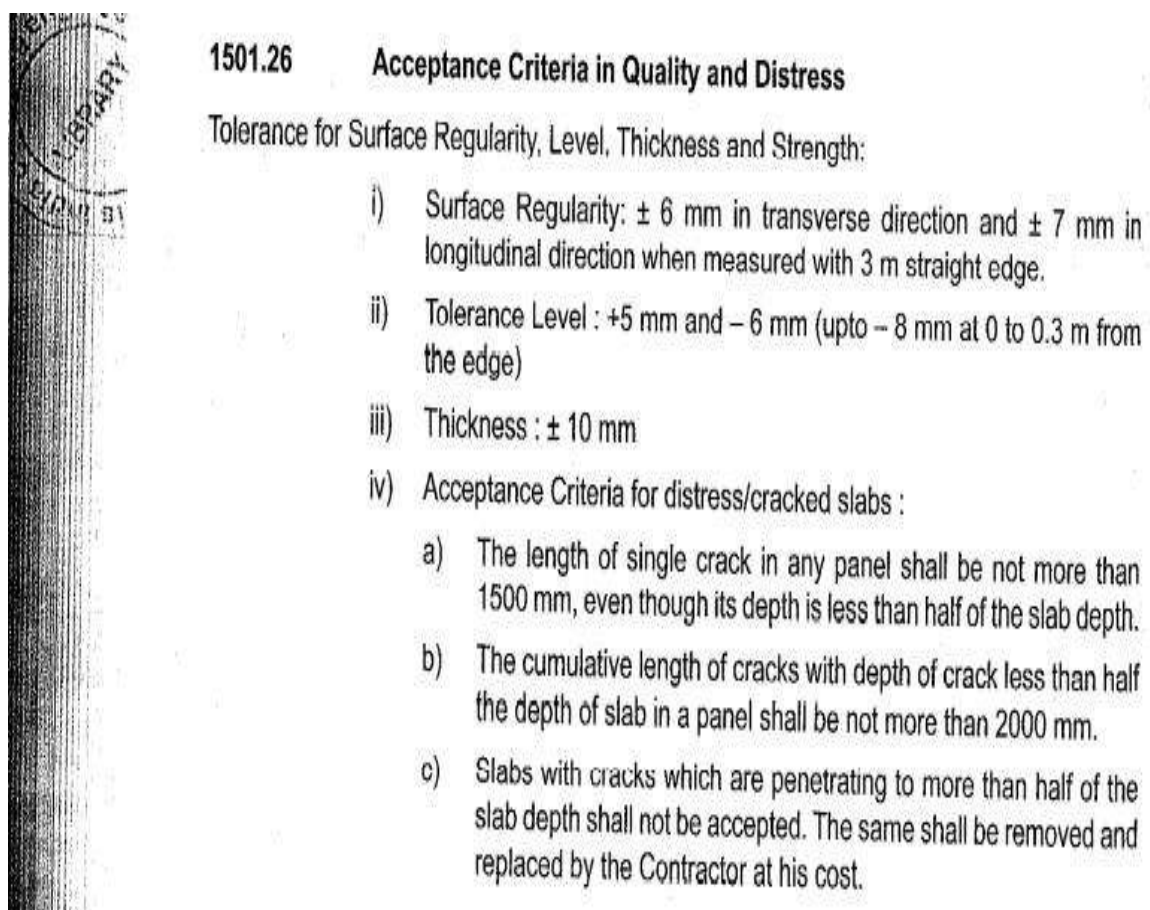 LIBRARY
1501.26 Acceptance Criteria in Quality and Distress
Tolerance for Surface Regularity, Level, Thickness and Strength:
i) Surface Regularity: ± 6 mm in transverse direction and ± 7 mm in
longitudinal direction when measured with 3 m straight edge.
ii) Tolerance Level : +5 mm and – 6 mm (upto – 8 mm at 0 to 0.3 m from
the edge)
iii) Thickness : ± 10 mm
iv) Acceptance Criteria for distress/cracked slabs :
a) The length of single crack in any panel shall be not more than
1500 mm, even though its depth is less than half of the slab depth.
b) The cumulative length of cracks with depth of crack less than half
the depth of slab in a panel shall be not more than 2000 mm.
c) Slabs with cracks which are penetrating to more than half of the
slab depth shall not be accepted. The same shall be removed and
replaced by the Contractor at his cost.